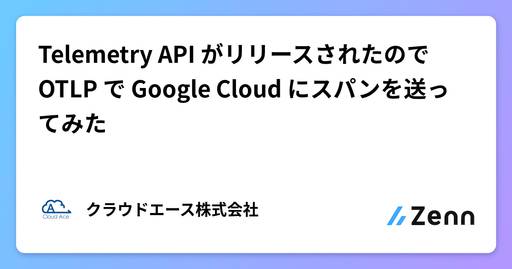 Telemetry API がリリースされたので
OTLP で Google Cloud にスパンを送っ
てみた
Cloud Ace
クラウドエース株式会社
Zenn